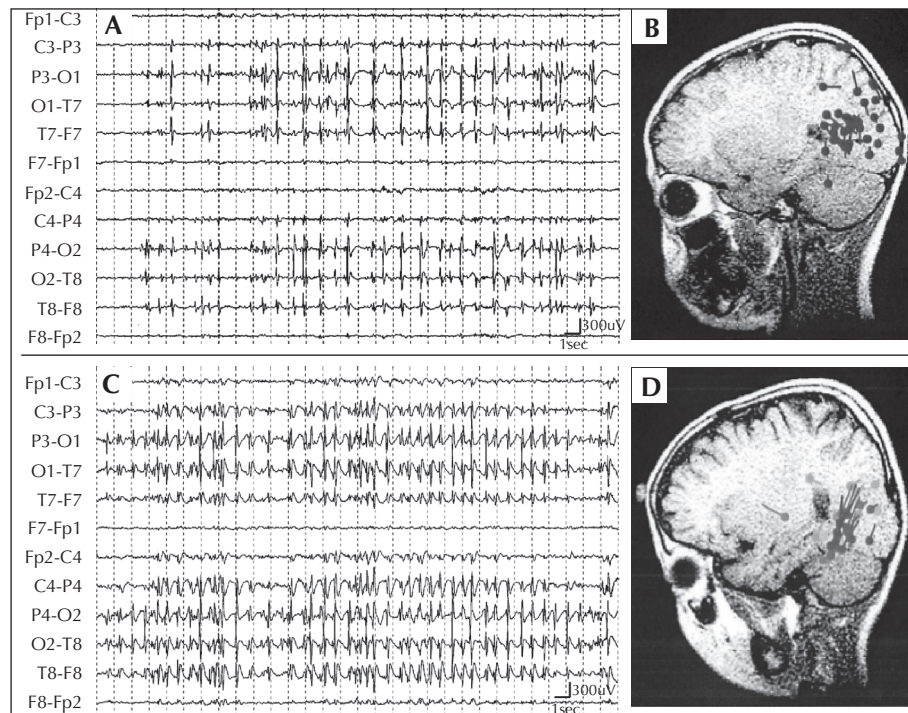 A
Fp1-C3
C3-P3
P3-O1
O1-T7
T7-F7
F7-Fp1
Fp2-C4
C4-P4
P4-O2
O2-T8
T8-F8
F8-Fp2
300uV
1sec
B
C
Fp1-C3
C3-P3
P3-O1
O1-T7
T7-F7
F7-Fp1
Fp2-C4
C4-P4
P4-O2
O2-T8
T8-F8
F8-Fp2
300uV
1sec
D